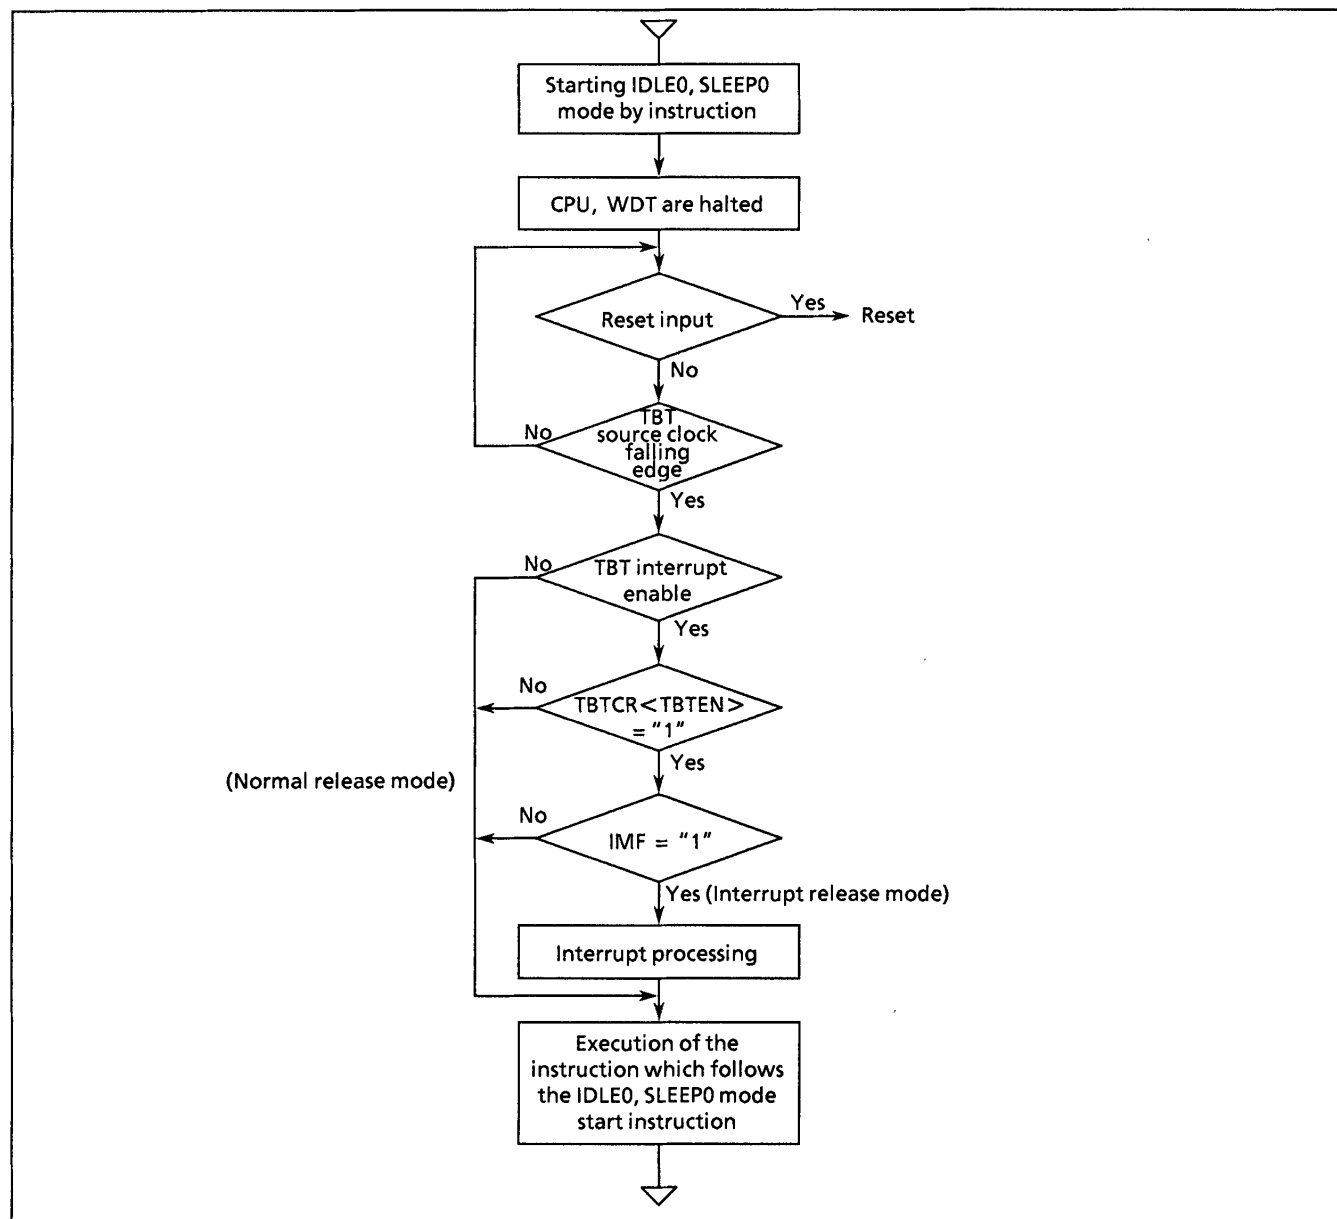 Starting IDLE0, SLEEP0
mode by instruction
CPU, WDT are halted
Reset input
Yes
Reset
No
No
TBT
source clock
falling
edge
Yes
No
TBT interrupt
enable
Yes
No
TBTCR<TBTEN>
= "1"
Yes
(Normal release mode)
No
IMF = "1"
Yes (Interrupt release mode)
Interrupt processing
Execution of the
instruction which follows
the IDLE0, SLEEP0 mode
start instruction